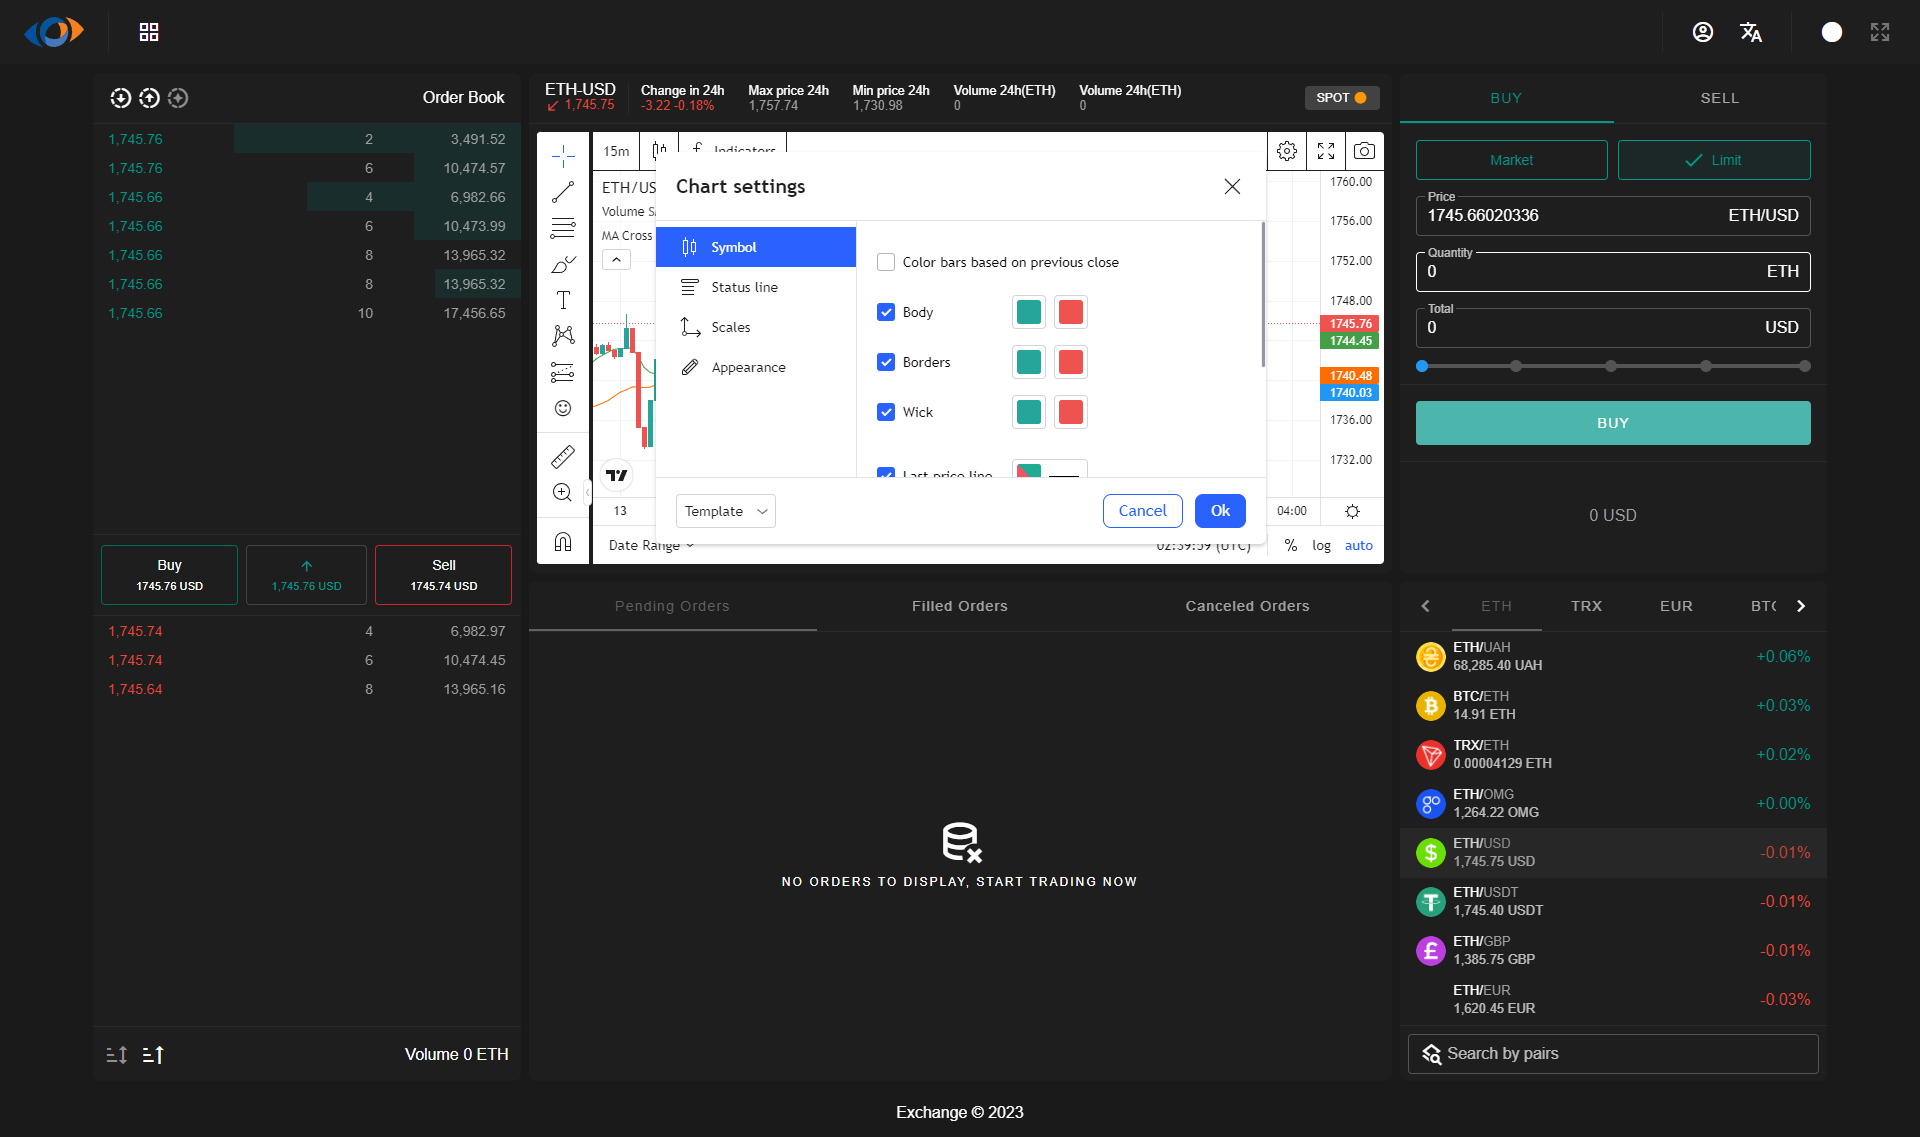 Order Book
1,745.76 2 3,491.52
1,745.76 6 10,474.57
1,745.66 4 6,982.66
1,745.66 6 10,473.99
1,745.66 8 13,965.32
1,745.66 8 13,965.32
1,745.66 10 17,456.65
Buy
1745.76 USD
1,745.76 USD
Sell
1745.74 USD
1,745.74 4 6,982.97
1,745.74 6 10,474.45
1,745.64 8 13,965.16
Volume 0 ETH
ETH-USD
1,745.75
Change in 24h
-3.22 -0.18%
Max price 24h
1,757.74
Min price 24h
1,730.98
Volume 24h(ETH)
0
Volume 24h(ETH)
0
SPOT
15m
Indicators
ETH/US
Volume S
MA Cross
Chart settings
Symbol
Status line
Scales
Appearance
Color bars based on previous close
Body
Borders
Wick
Last price line
Template
Cancel
Ok
1760.00
1756.00
1752.00
1748.00
1745.76
1744.45
1740.48
1740.03
1736.00
1732.00
13
04:00
Date Range
02:39:59 (UTC)
%
log
auto
Pending Orders
Filled Orders
Canceled Orders
NO ORDERS TO DISPLAY, START TRADING NOW
BUY
SELL
Market
Limit
Price
1745.66020336 ETH/USD
Quantity
0 ETH
Total
0 USD
BUY
0 USD
ETH
TRX
EUR
BTC
ETH/UAH
68,285.40 UAH
+0.06%
BTC/ETH
14.91 ETH
+0.03%
TRX/ETH
0.00004129 ETH
+0.02%
ETH/OMG
1,264.22 OMG
+0.00%
ETH/USD
1,745.75 USD
-0.01%
ETH/USDT
1,745.40 USDT
-0.01%
ETH/GBP
1,385.75 GBP
-0.01%
ETH/EUR
1,620.45 EUR
-0.03%
Search by pairs
Exchange © 2023